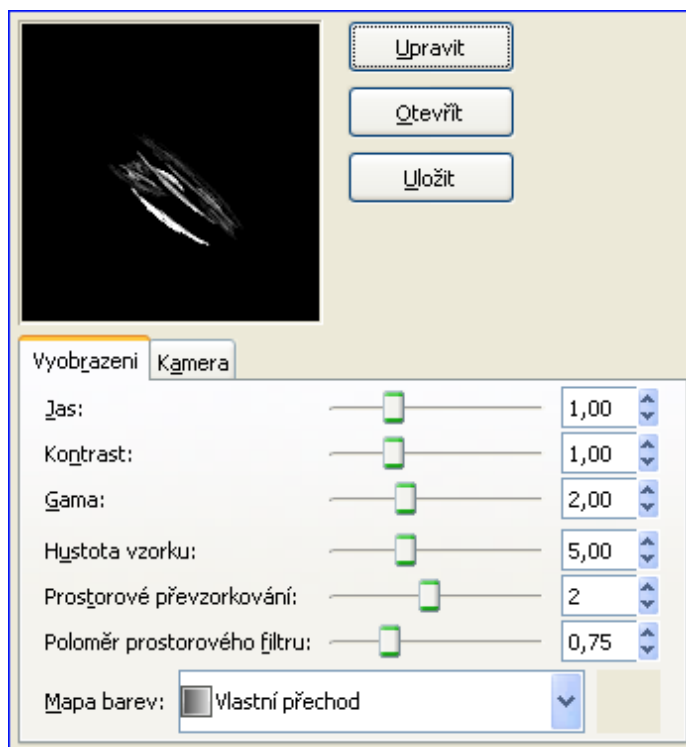 Upravit
Otevřít
Uložit
Vyobrazeni Kamera
Jas: 1,00
Kontrast: 1,00
Gama: 2,00
Hustota vzorku: 5,00
Prostorové převzorkování: 2
Poloměr prostorového filtru: 0,75
Mapa barev: Vlastní přechod